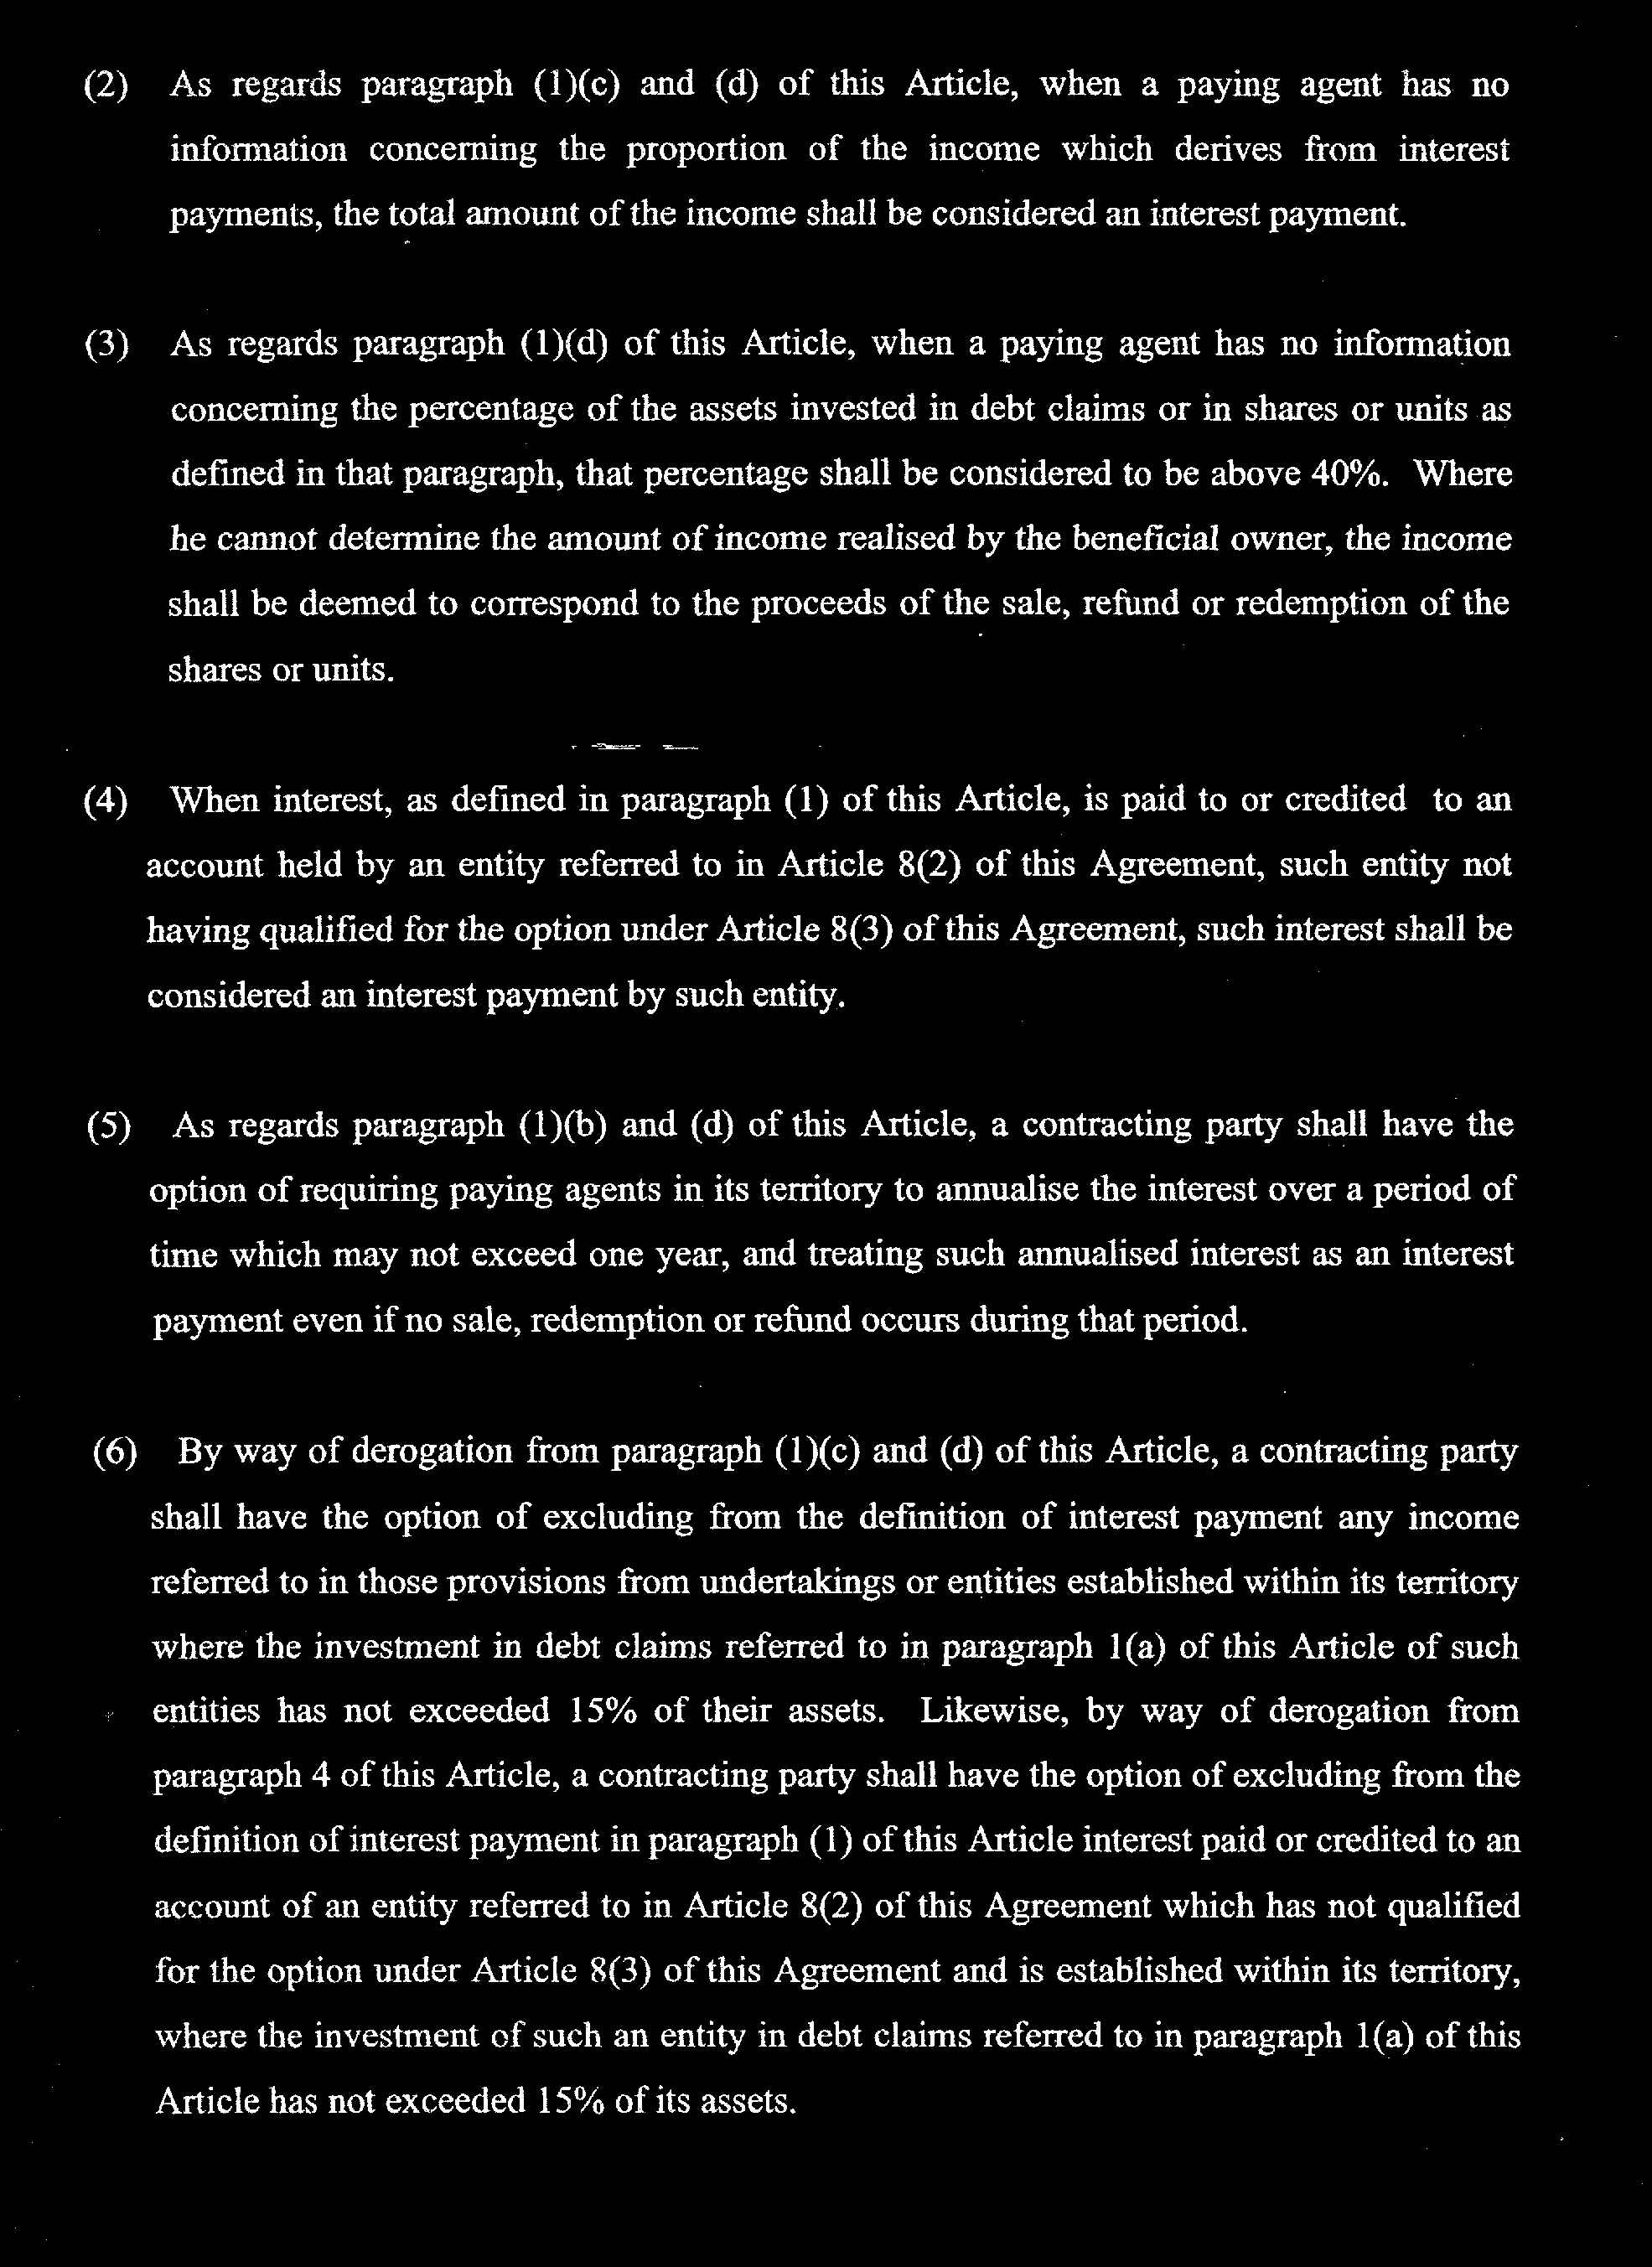 (2) As regards paragraph (1)(c) and (d) of this Article, when a paying agent has no
information concerning the proportion of the income which derives from interest
payments, the total amount of the income shall be considered an interest payment.
(3) As regards paragraph (1)(d) of this Article, when a paying agent has no information
concerning the percentage of the assets invested in debt claims or in shares or units as
defined in that paragraph, that percentage shall be considered to be above 40%. Where
he cannot determine the amount of income realised by the beneficial owner, the income
shall be deemed to correspond to the proceeds of the sale, refund or redemption of the
shares or units.
(4) When interest, as defined in paragraph (1) of this Article, is paid to or credited to an
account held by an entity referred to in Article 8(2) of this Agreement, such entity not
having qualified for the option under Article 8(3) of this Agreement, such interest shall be
considered an interest payment by such entity.
(5) As regards paragraph (1)(b) and (d) of this Article, a contracting party shall have the
option of requiring paying agents in its territory to annualise the interest over a period of
time which may not exceed one year, and treating such annualised interest as an interest
payment even if no sale, redemption or refund occurs during that period.
(6) By way of derogation from paragraph (1)(c) and (d) of this Article, a contracting party
shall have the option of excluding from the definition of interest payment any income
referred to in those provisions from undertakings or entities established within its territory
where the investment in debt claims referred to in paragraph 1(a) of this Article of such
entities has not exceeded 15% of their assets. Likewise, by way of derogation from
paragraph 4 of this Article, a contracting party shall have the option of excluding from the
definition of interest payment in paragraph (1) of this Article interest paid or credited to an
account of an entity referred to in Article 8(2) of this Agreement which has not qualified
for the option under Article 8(3) of this Agreement and is established within its territory,
where the investment of such an entity in debt claims referred to in paragraph 1(a) of this
Article has not exceeded 15% of its assets.